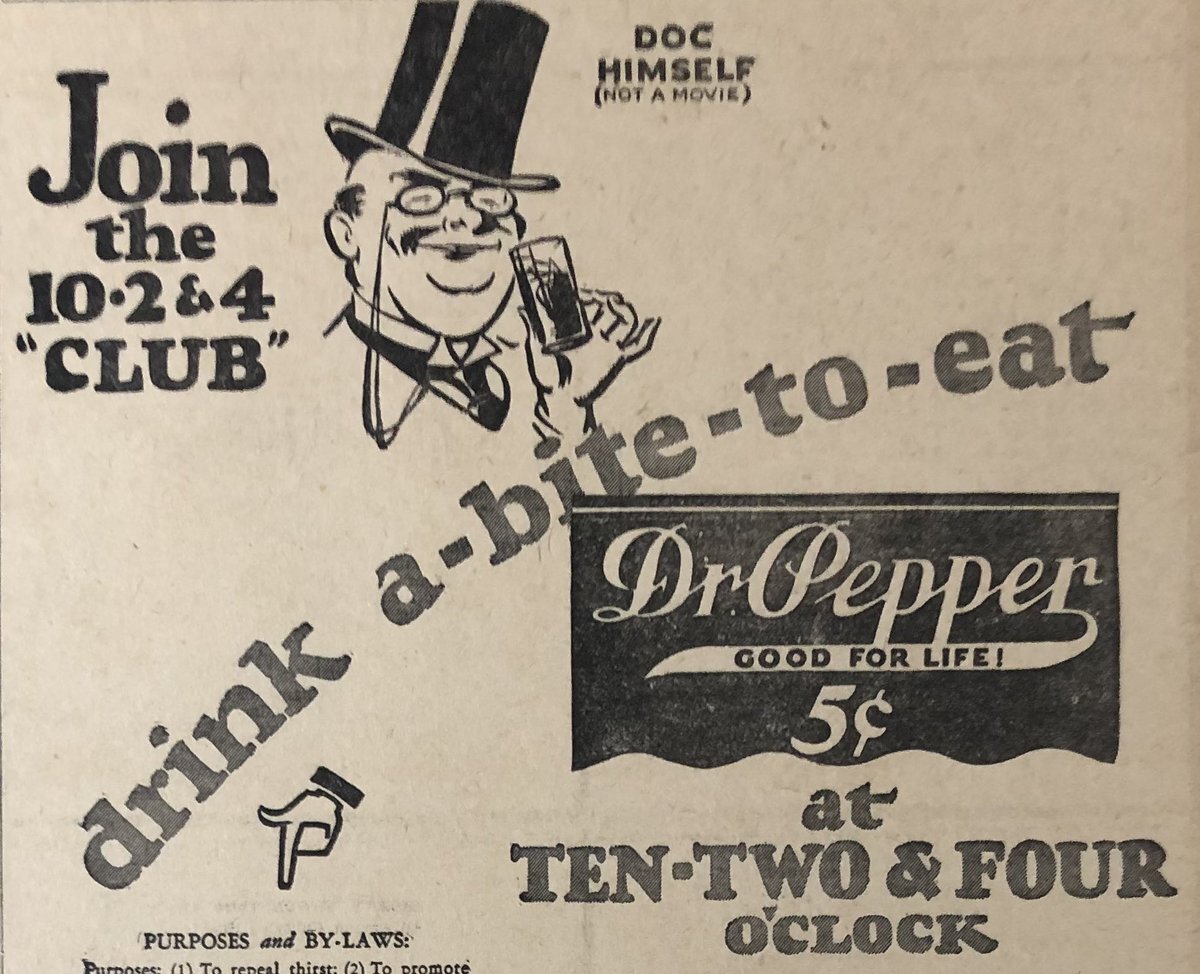 DOC
HIMSELF
(NOT A MOVIE)
Join
the
10·2 & 4
"CLUB"
drink a-bite-to-eat
Dr Pepper
GOOD FOR LIFE!
5¢
at
TEN-TWO & FOUR
O'CLOCK
PURPOSES and BY-LAWS:
Purposes: (1) To repeal thirst; (2) To promote